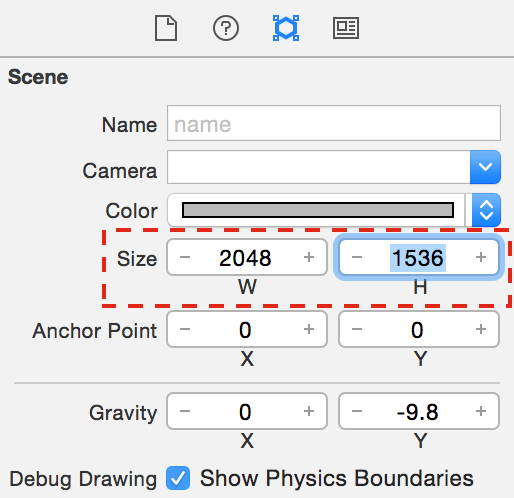 Scene
Name name
Camera
Color
Size − 2048 + − 1536 +
W H
Anchor Point − 0 + − 0 +
X Y
Gravity − 0 + − -9.8 +
X Y
Debug Drawing Show Physics Boundaries